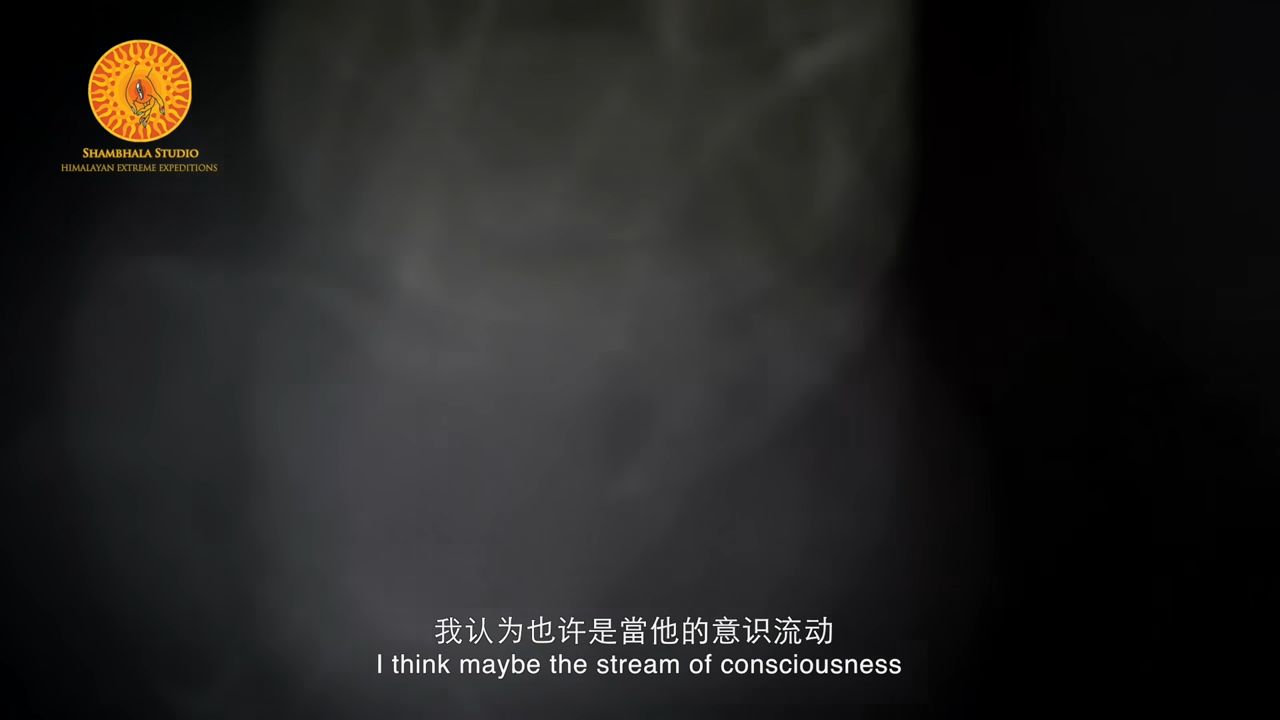 SHAMBHALA STUDIO
HIMALAYAN EXTREME EXPEDITIONS
我认为也许是當他的意识流动
I think maybe the stream of consciousness